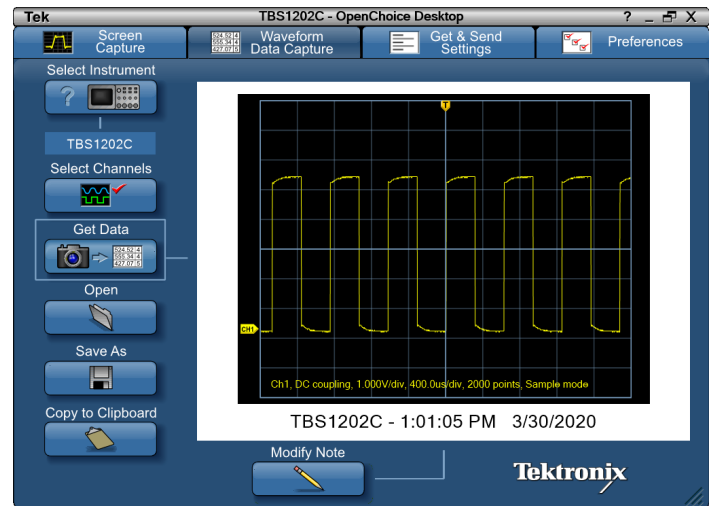 Tek
TBS1202C - OpenChoice Desktop
? _ X
Screen
Capture
Waveform
Data Capture
Get & Send
Settings
Preferences
Select Instrument
?
TBS1202C
Select Channels
Get Data
Open
Save As
Copy to Clipboard
T
CH1
Ch1, DC coupling, 1.000V/div, 400.0us/div, 2000 points, Sample mode
TBS1202C - 1:01:05 PM 3/30/2020
Modify Note
Tektronix